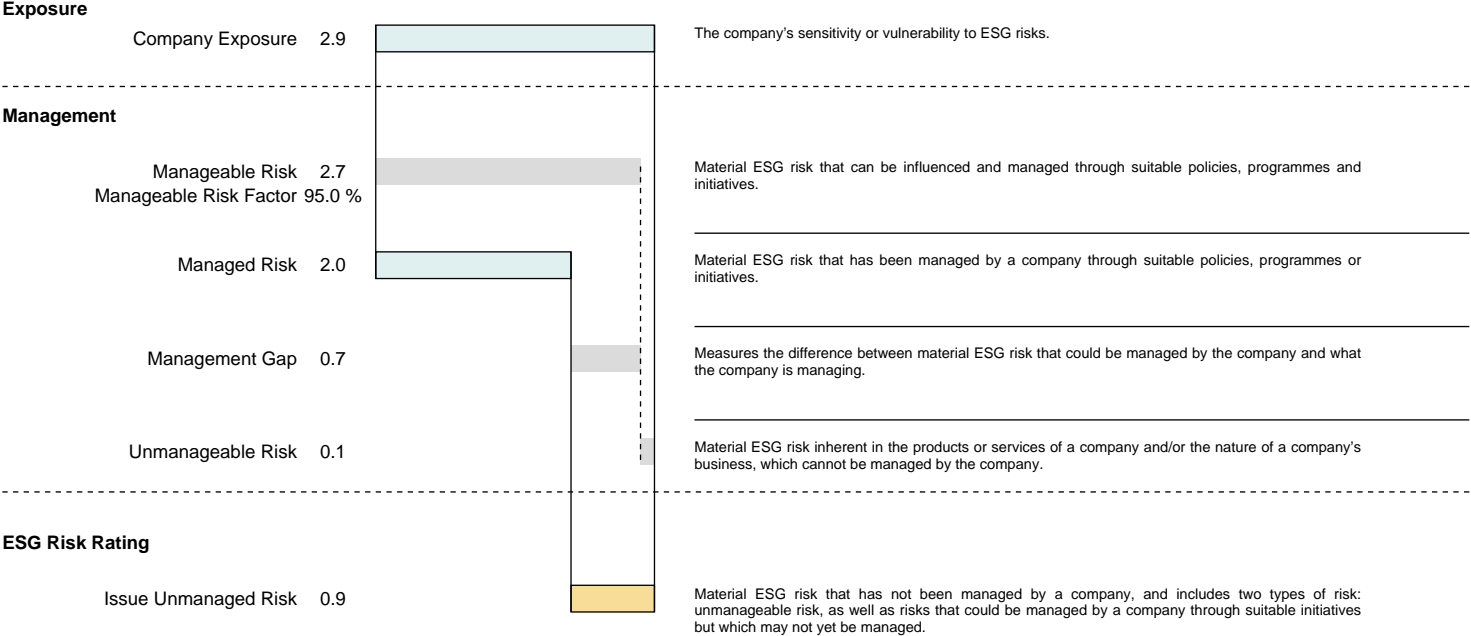 Exposure
Company Exposure 2.9
The company’s sensitivity or vulnerability to ESG risks.
Management
Manageable Risk 2.7
Manageable Risk Factor 95.0 %
Material ESG risk that can be influenced and managed through suitable policies, programmes and
initiatives.
Managed Risk 2.0
Material ESG risk that has been managed by a company through suitable policies, programmes or
initiatives.
Management Gap 0.7
Measures the difference between material ESG risk that could be managed by the company and what
the company is managing.
Unmanageable Risk 0.1
Material ESG risk inherent in the products or services of a company and/or the nature of a company’s
business, which cannot be managed by the company.
ESG Risk Rating
Issue Unmanaged Risk 0.9
Material ESG risk that has not been managed by a company, and includes two types of risk:
unmanageable risk, as well as risks that could be managed by a company through suitable initiatives
but which may not yet be managed.